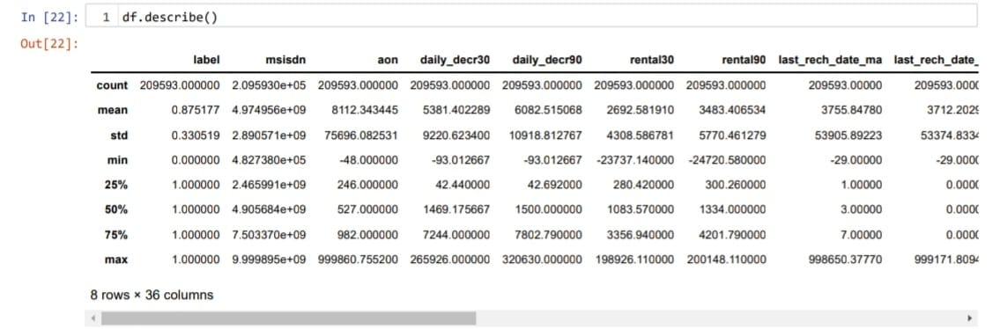 In [22]: 1 df.describe()
Out[22]:
label msisdn aon daily_decr30 daily_decr90 rental30 rental90 last_rech_date_ma last_rech_date_
count 209593.000000 2.095930e+05 209593.000000 209593.000000 209593.000000 209593.000000 209593.000000 209593.00000 209593.000
mean 0.875177 4.974956e+09 8112.343445 5381.402289 6082.515068 2692.581910 3483.406534 3755.84780 3712.202
std 0.330519 2.890571e+09 75696.082531 9220.623400 10918.812767 4308.586781 5770.461279 53905.89223 53374.833
min 0.000000 4.827380e+05 -48.000000 -93.012667 -93.012667 -23737.140000 -24720.580000 -29.00000 -29.000
25% 1.000000 2.465991e+09 246.000000 42.440000 42.692000 280.420000 300.260000 1.00000 0.000
50% 1.000000 4.905684e+09 527.000000 1469.175667 1500.000000 1083.570000 1334.000000 3.00000 0.000
75% 1.000000 7.503370e+09 982.000000 7244.000000 7802.790000 3356.940000 4201.790000 7.00000 0.000
max 1.000000 9.999895e+09 999860.755200 265926.000000 320630.000000 198926.110000 200148.110000 998650.37770 999171.809
8 rows × 36 columns